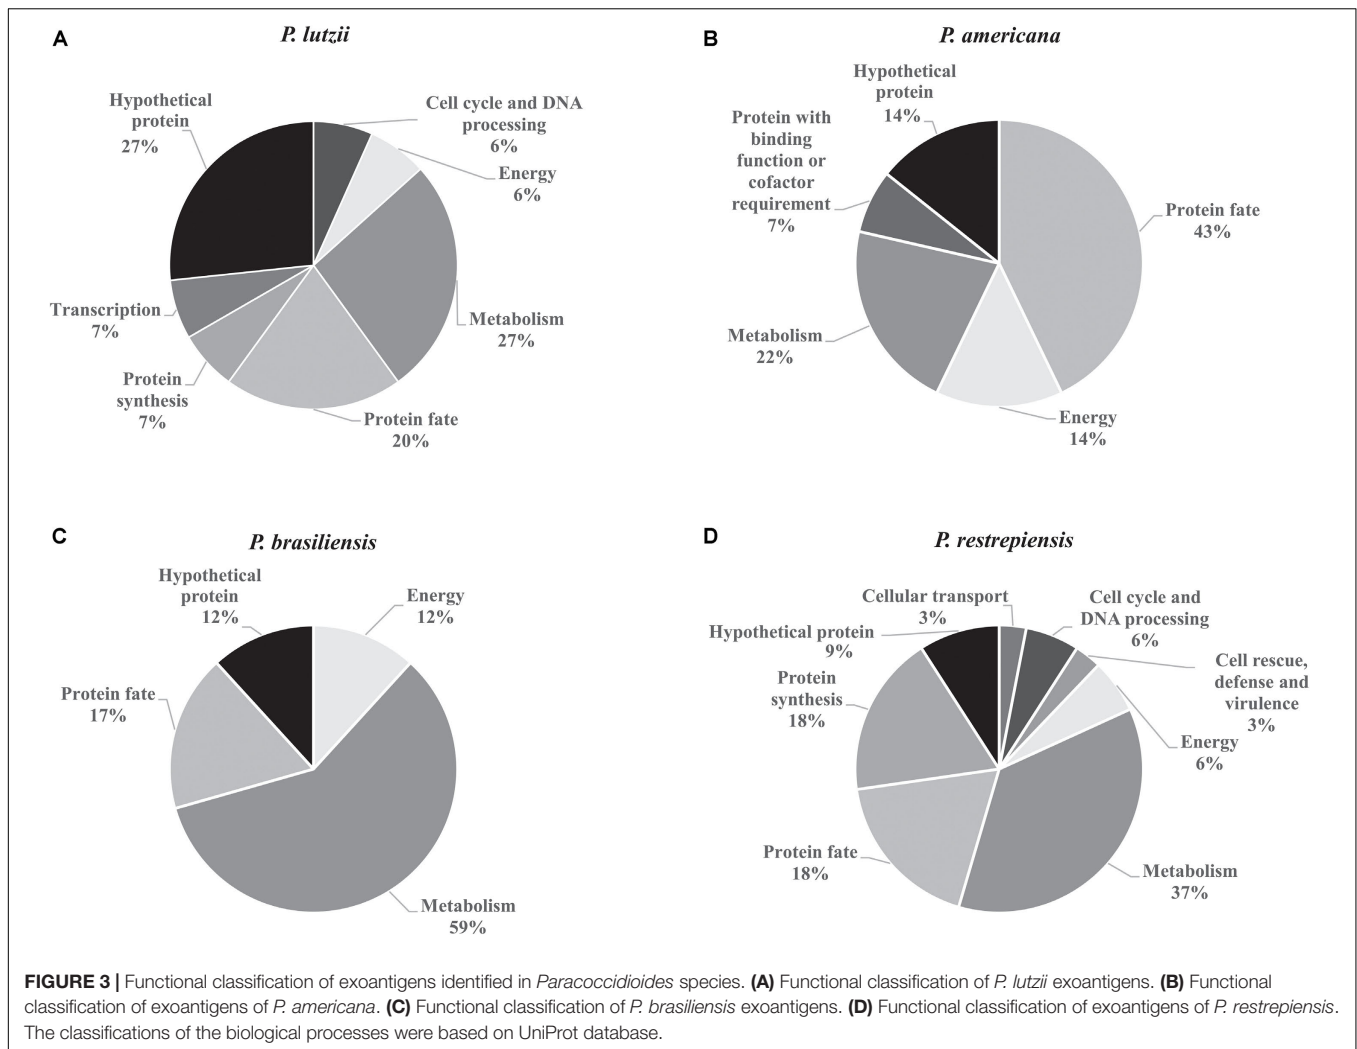 A
P. lutzii
Hypothetical
protein
27%
Cell cycle and DNA
processing
6%
Energy
6%
Metabolism
27%
Protein fate
20%
Protein
synthesis
7%
Transcription
7%
B
P. americana
Hypothetical
protein
14%
Protein with
binding
function or
cofactor
requirement
7%
Protein fate
43%
Metabolism
22%
Energy
14%
C
P. brasiliensis
Hypothetical
protein
12%
Energy
12%
Protein fate
17%
Metabolism
59%
D
P. restrepiensis
Cellular transport
3%
Cell cycle and
DNA processing
6%
Hypothetical protein
9%
Cell rescue,
defense and
virulence
3%
Protein
synthesis
18%
Energy
6%
Protein fate
18%
Metabolism
37%
FIGURE 3 | Functional classification of exoantigens identified in Paracoccidioides species. (A) Functional classification of P. lutzii exoantigens. (B) Functional
classification of exoantigens of P. americana. (C) Functional classification of P. brasiliensis exoantigens. (D) Functional classification of exoantigens of P. restrepiensis.
The classifications of the biological processes were based on UniProt database.